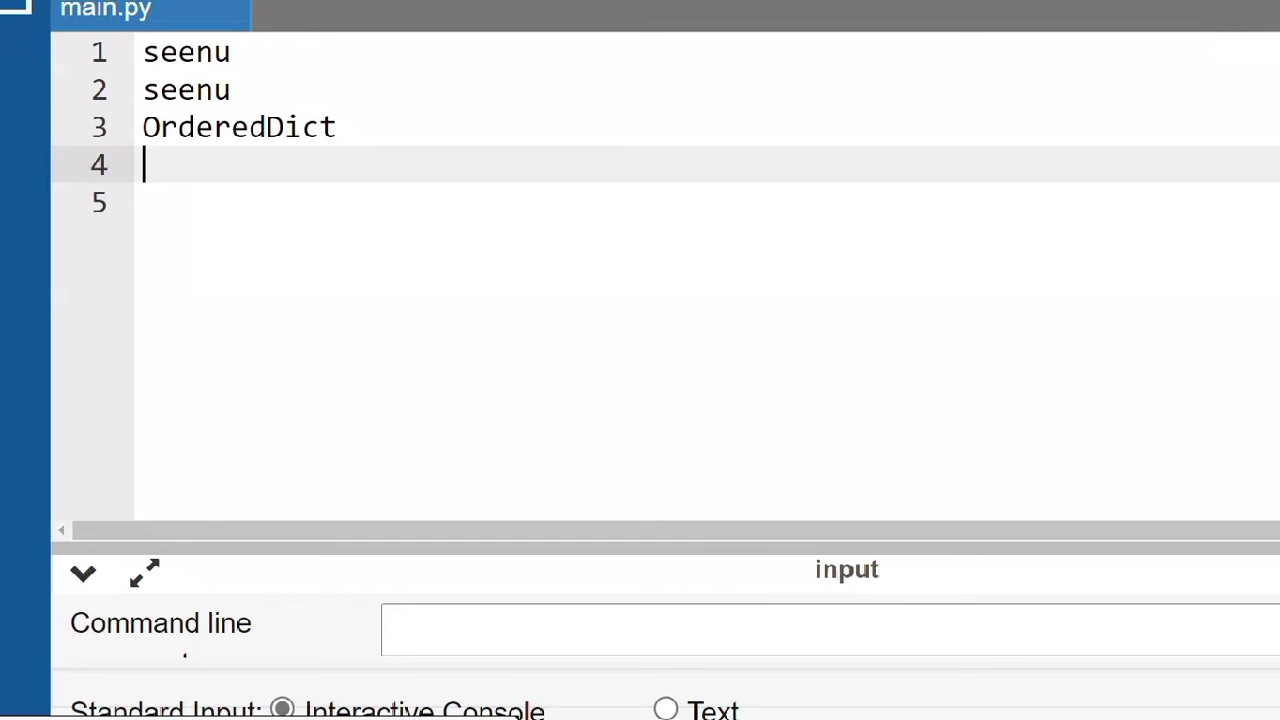 main.py
1 seenu
2 seenu
3 OrderedDict
4
5
input
Command line
Standard Input: Interactive Console Text